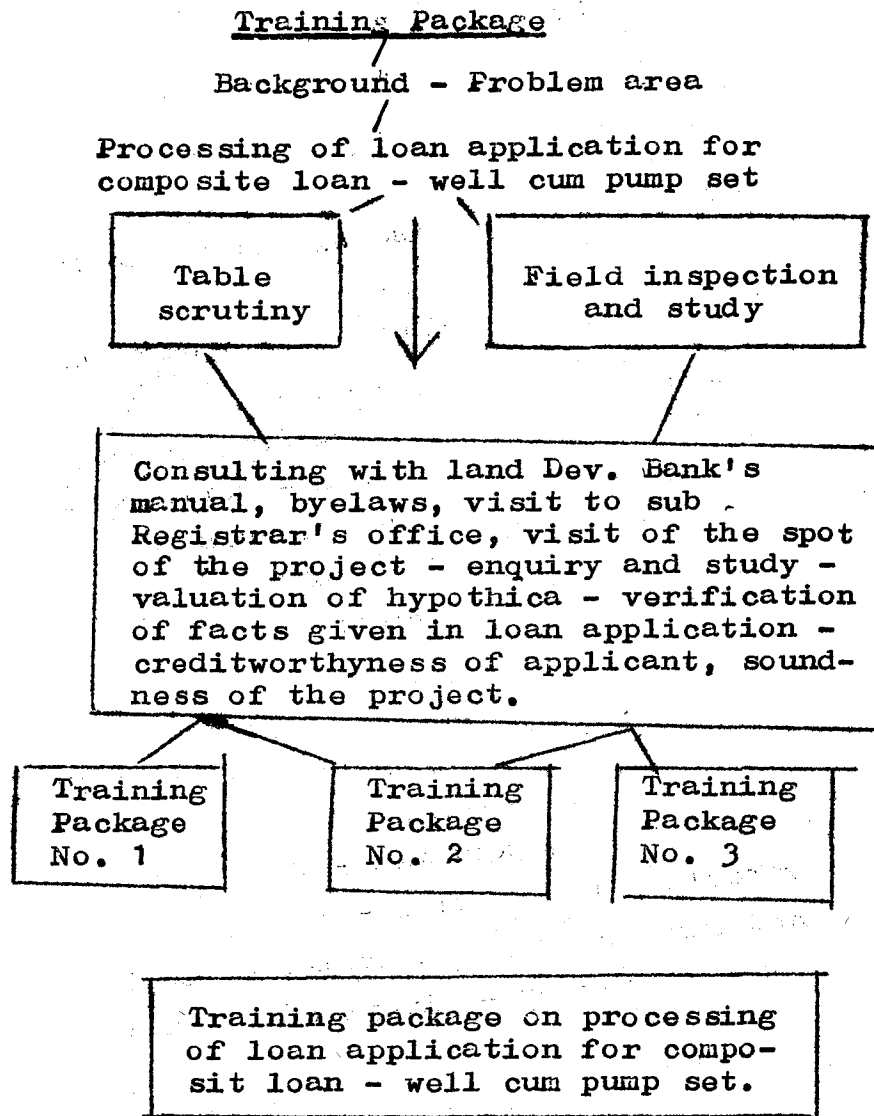 Training Package
Background - Problem area
Processing of loan application for
composite loan - well cum pump set
Table
scrutiny
Field inspection
and study
Consulting with land Dev. Bank's
manual, byelaws, visit to sub
Registrar's office, visit of the spot
of the project - enquiry and study -
valuation of hypothica - verification
of facts given in loan application -
creditworthyness of applicant, sound-
ness of the project.
Training
Package
No. 1
Training
Package
No. 2
Training
Package
No. 3
Training package on processing
of loan application for compo-
sit loan - well cum pump set.